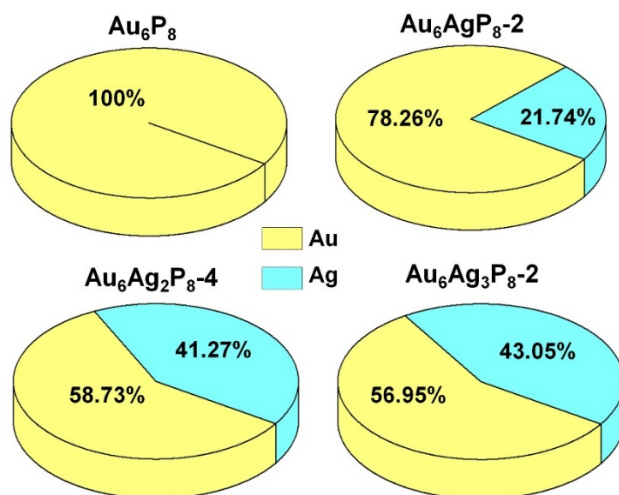 Au₆P₈
Au₆AgP₈-2
100%
78.26%
21.74%
Au
Ag
Au₆Ag₂P₈-4
Au₆Ag₃P₈-2
41.27%
58.73%
43.05%
56.95%